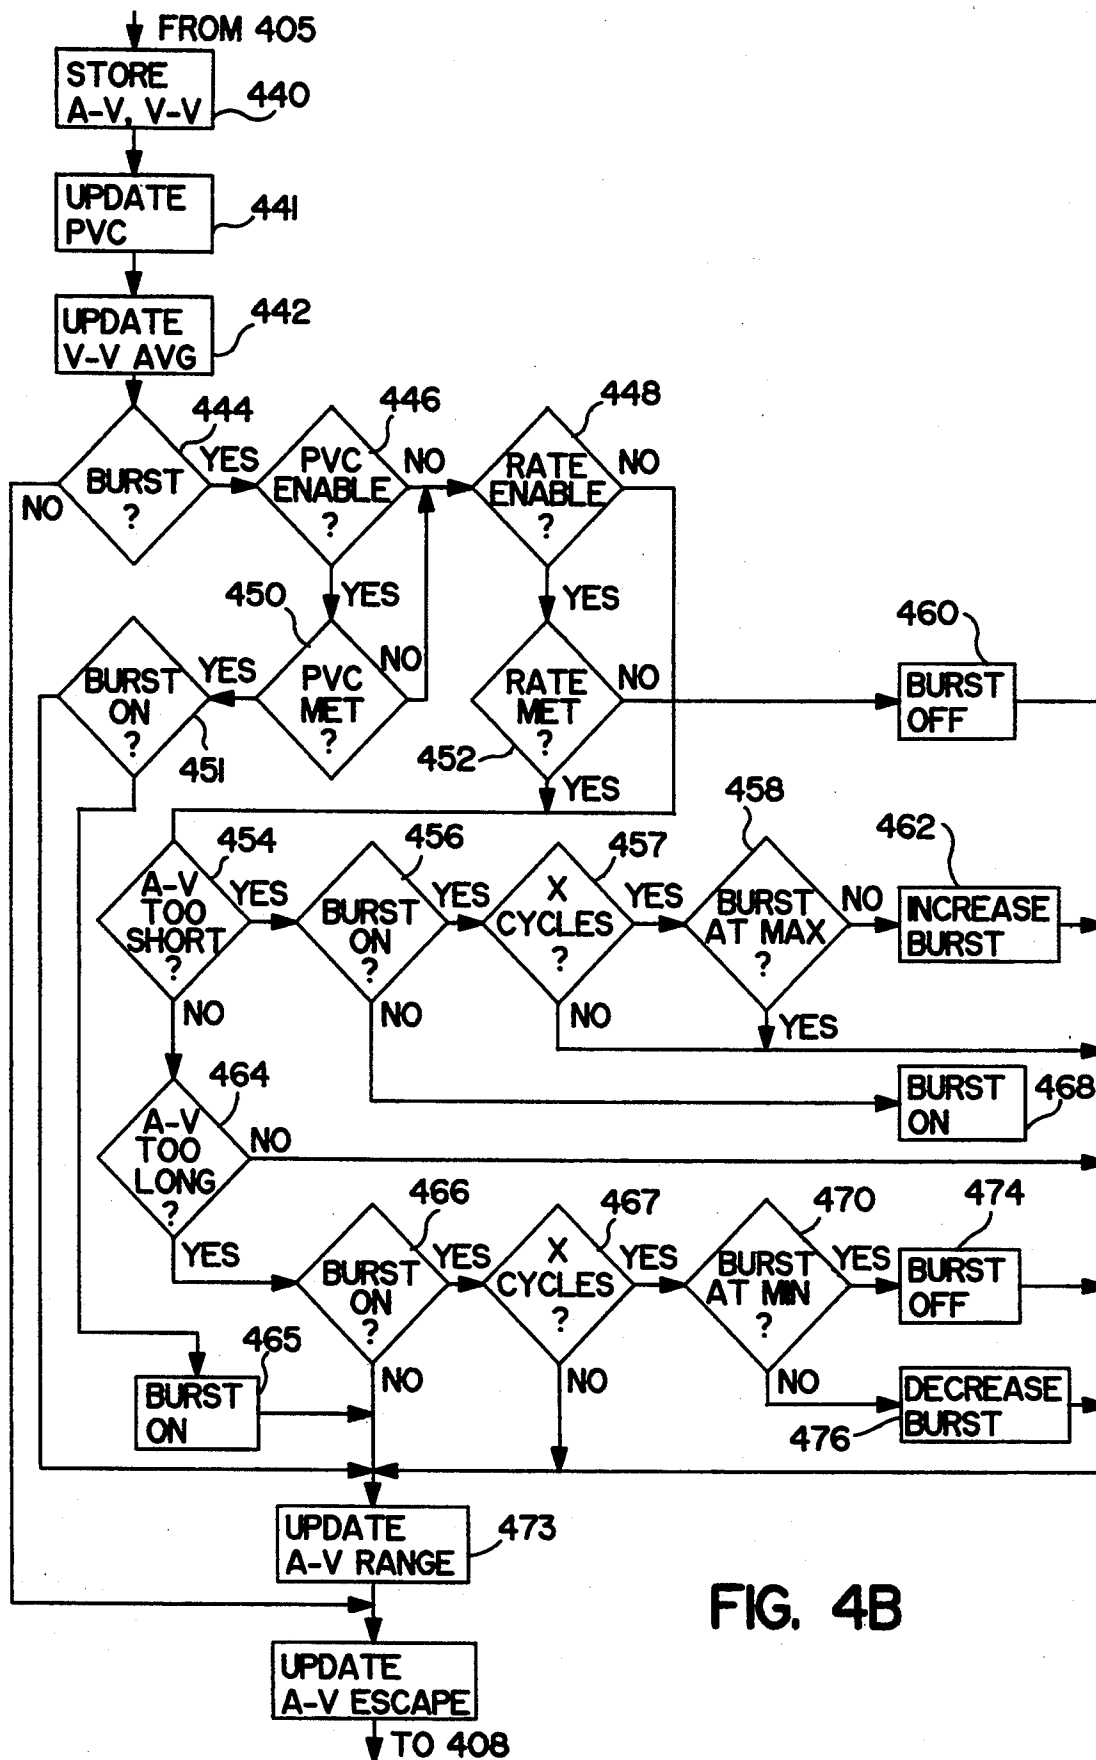 FROM 405
STORE
A-V, V-V
440
UPDATE
PVC
441
UPDATE
V-V AVG
442
444
446
448
BURST
?
YES
NO
PVC
ENABLE
?
NO
RATE
ENABLE
?
NO
450
YES
YES
460
BURST
ON
?
YES
451
PVC
MET
?
NO
RATE
MET
?
NO
452
YES
BURST
OFF
454
456
457
458
462
A-V
TOO
SHORT
?
YES
BURST
ON
?
YES
X
CYCLES
?
YES
BURST
AT MAX
?
NO
INCREASE
BURST
NO
NO
NO
YES
464
BURST
ON
468
A-V
TOO
LONG
?
NO
466
467
470
474
YES
BURST
ON
?
YES
X
CYCLES
?
YES
BURST
AT MIN
?
YES
BURST
OFF
465
BURST
ON
NO
NO
NO
DECREASE
BURST
476
UPDATE
A-V RANGE
473
FIG. 4B
UPDATE
A-V ESCAPE
TO 408